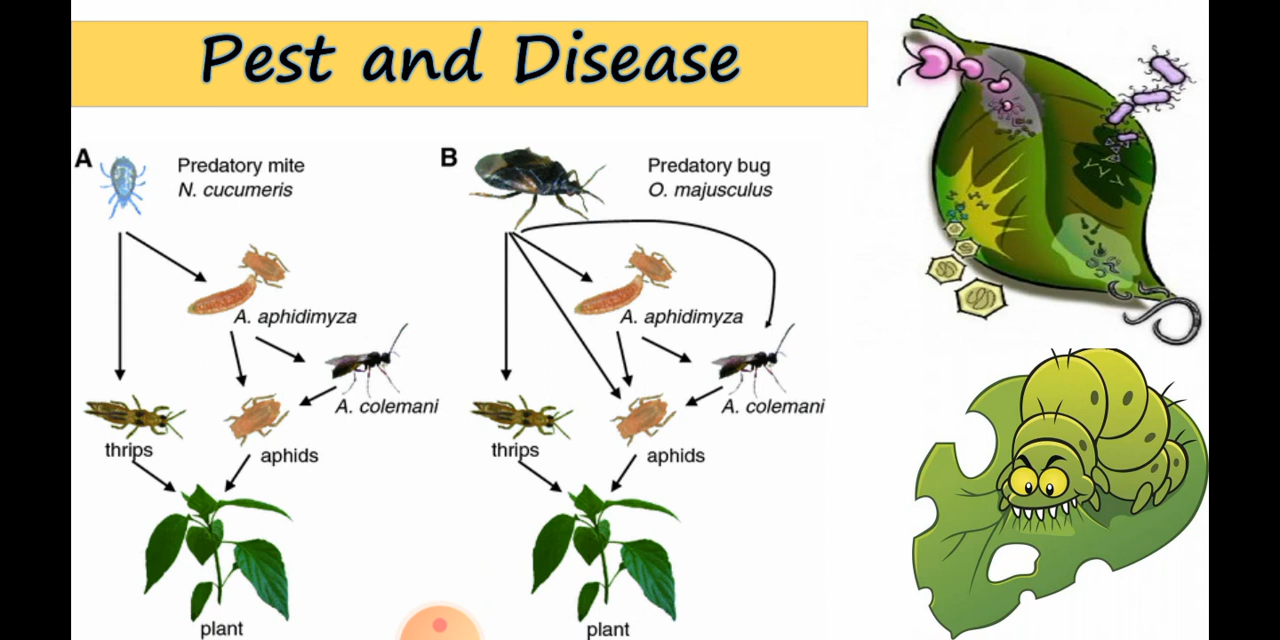 Pest and Disease
A
Predatory mite
N. cucumeris
A. aphidimyza
A. colemani
thrips
aphids
plant
B
Predatory bug
O. majusculus
A. aphidimyza
A. colemani
thrips
aphids
plant